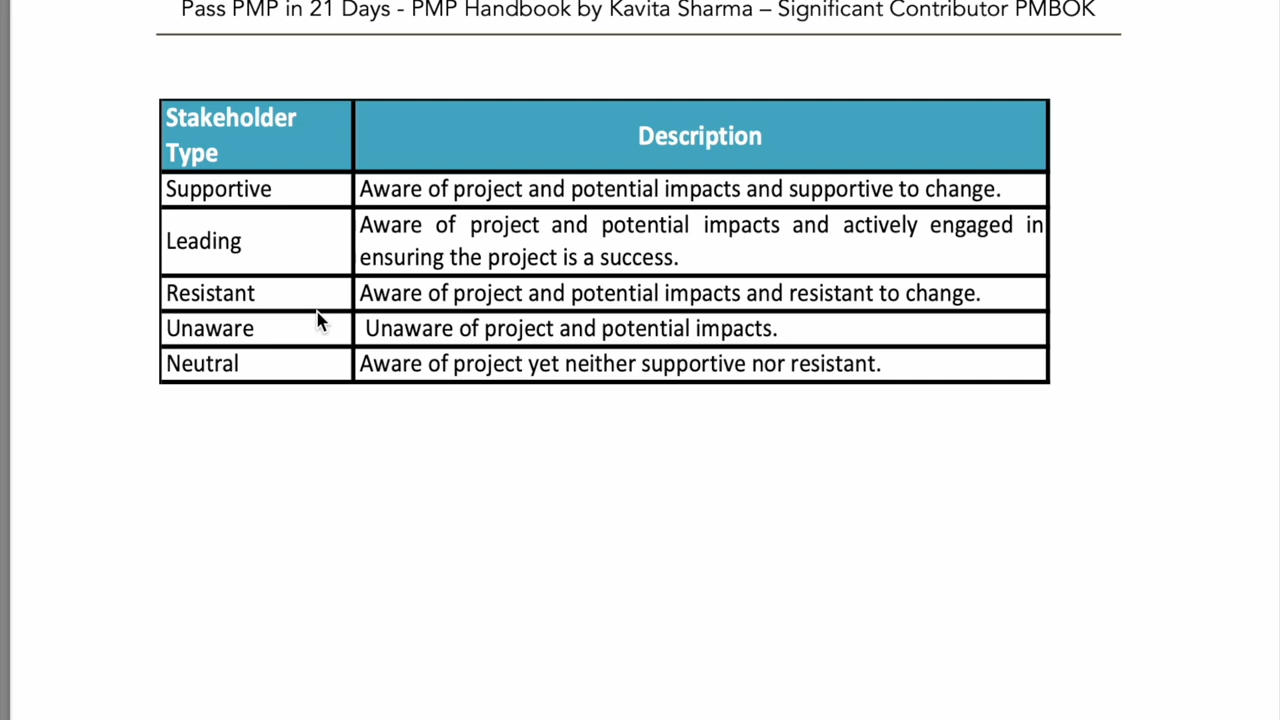 Pass PMP in 21 Days - PMP Handbook by Kavita Sharma – Significant Contributor PMBOK
Stakeholder
Type
Description
Supportive
Aware of project and potential impacts and supportive to change.
Leading
Aware of project and potential impacts and actively engaged in
ensuring the project is a success.
Resistant
Aware of project and potential impacts and resistant to change.
Unaware
Unaware of project and potential impacts.
Neutral
Aware of project yet neither supportive nor resistant.